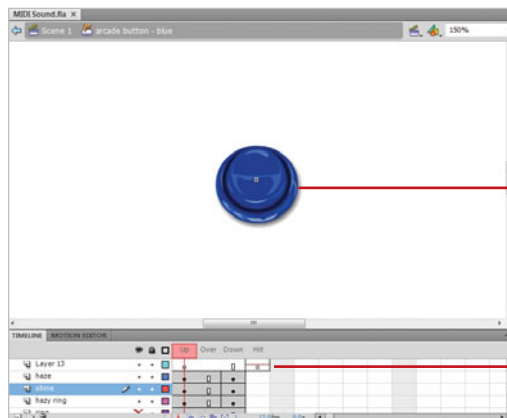 MIDI Sound.fla ×
Scene 1 arcade button - blue 150%
TIMELINE MOTION EDITOR
Up Over Down Hit
Layer 13
haze
shine
hazy ring